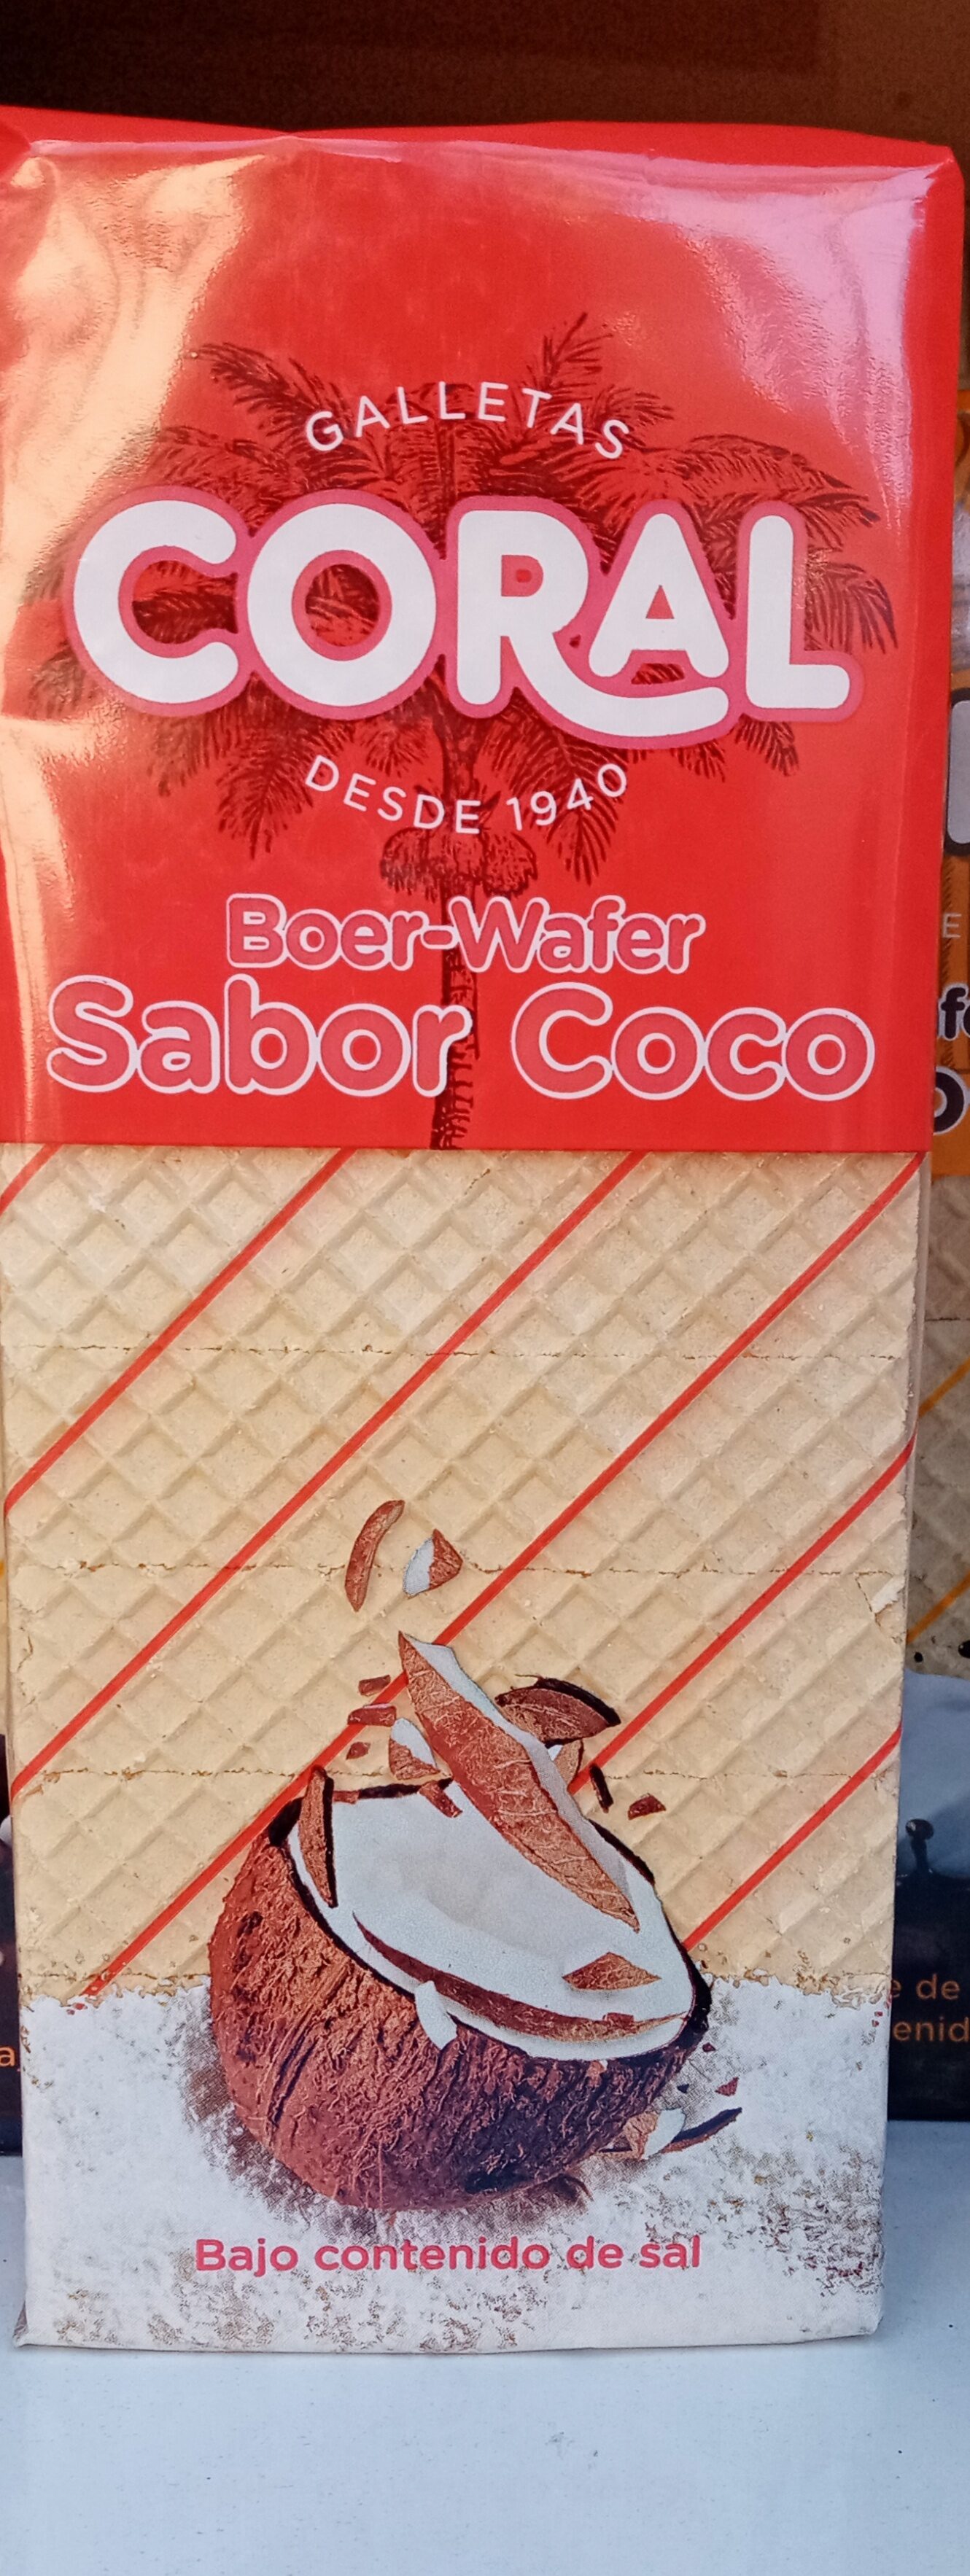 GALLETAS
CORAL
DESDE 1940
Boer-Wafer
Sabor Coco
Bajo contenido de sal